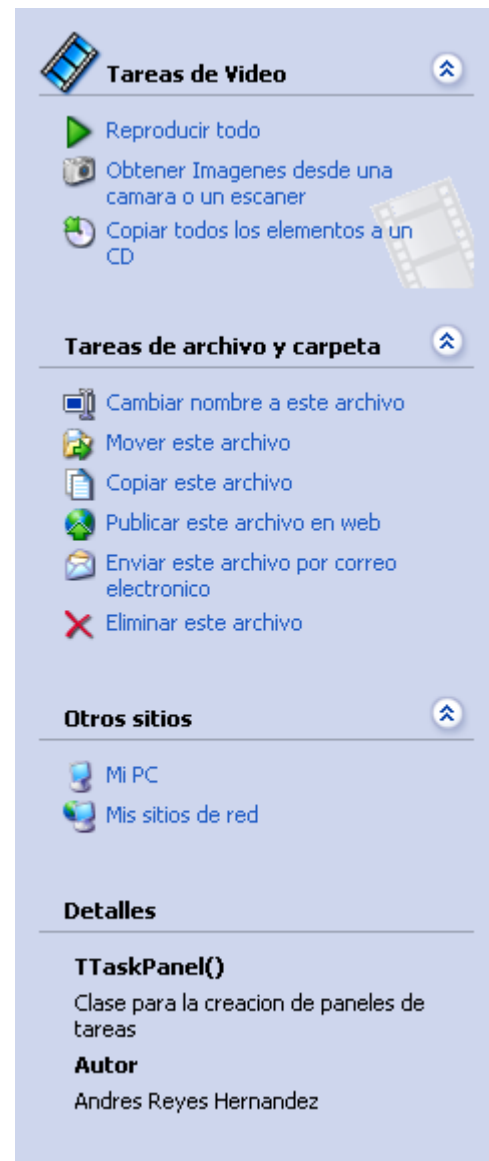 Tareas de Video
Reproducir todo
Obtener Imagenes desde una
camara o un escaner
Copiar todos los elementos a un
CD
Tareas de archivo y carpeta
Cambiar nombre a este archivo
Mover este archivo
Copiar este archivo
Publicar este archivo en web
Enviar este archivo por correo
electronico
Eliminar este archivo
Otros sitios
Mi PC
Mis sitios de red
Detalles
TTaskPanel()
Clase para la creacion de paneles de
tareas
Autor
Andres Reyes Hernandez